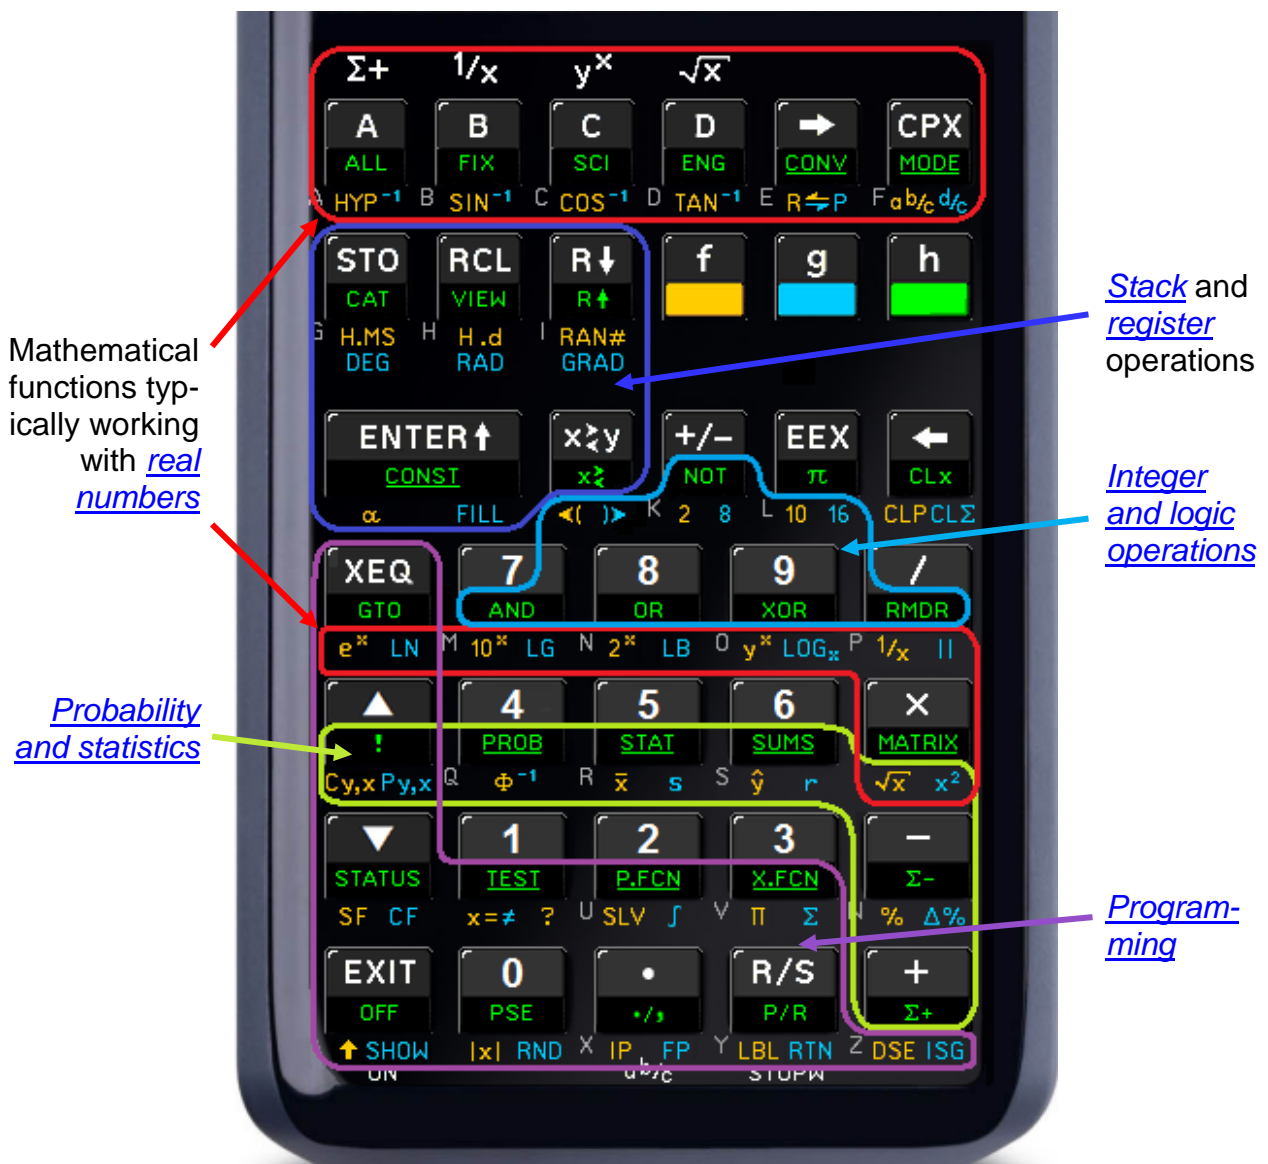 Σ+ 1/x y^x √x
A B C D → CPX
ALL FIX SCI ENG CONV MODE
A HYP⁻¹ B SIN⁻¹ C COS⁻¹ D TAN⁻¹ E R⇆P F a b/c d/c
STO RCL R↓ f g h
CAT VIEW R↑
G H.MS H H.d I RAN#
DEG RAD GRAD
Mathematical
functions typ-
ically working
with real
numbers
Stack and
register
operations
ENTER↑ x≷y +/− EEX ←
CONST x≷ NOT π CLx
α FILL ◄( )► K 2 8 L 10 16 CLP CLΣ
Integer
and logic
operations
XEQ 7 8 9 /
GTO AND OR XOR RMDR
e^x LN M 10^x LG N 2^x LB O y^x LOGₓ P 1/x ||
▲ 4 5 6 ×
! PROB STAT SUMS MATRIX
Cy,x Py,x Q Φ⁻¹ R x̄ s S ŷ r √x x²
Probability
and statistics
▼ 1 2 3 −
STATUS TEST P.FCN X.FCN Σ−
SF CF x=≠ ? U SLV ∫ V Π Σ % Δ%
Program-
ming
EXIT 0 . R/S +
OFF PSE ./, P/R Σ+
↑ SHOW |x| RND X IP FP Y LBL RTN Z DSE ISG
ON a b/c STOPW